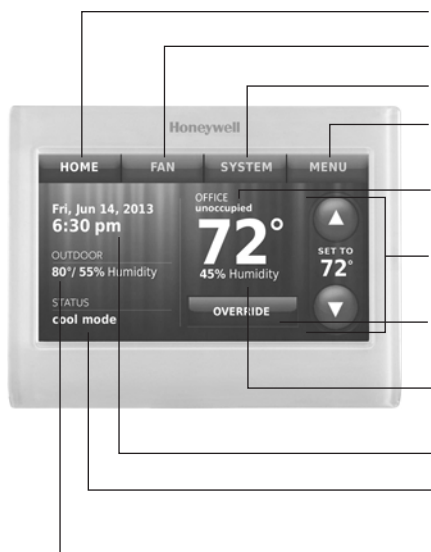 Honeywell
HOME FAN SYSTEM MENU
Fri, Jun 14, 2013
6:30 pm
OUTDOOR
80°/ 55% Humidity
STATUS
cool mode
OFFICE
unoccupied
72°
45% Humidity
OVERRIDE
SET TO
72°